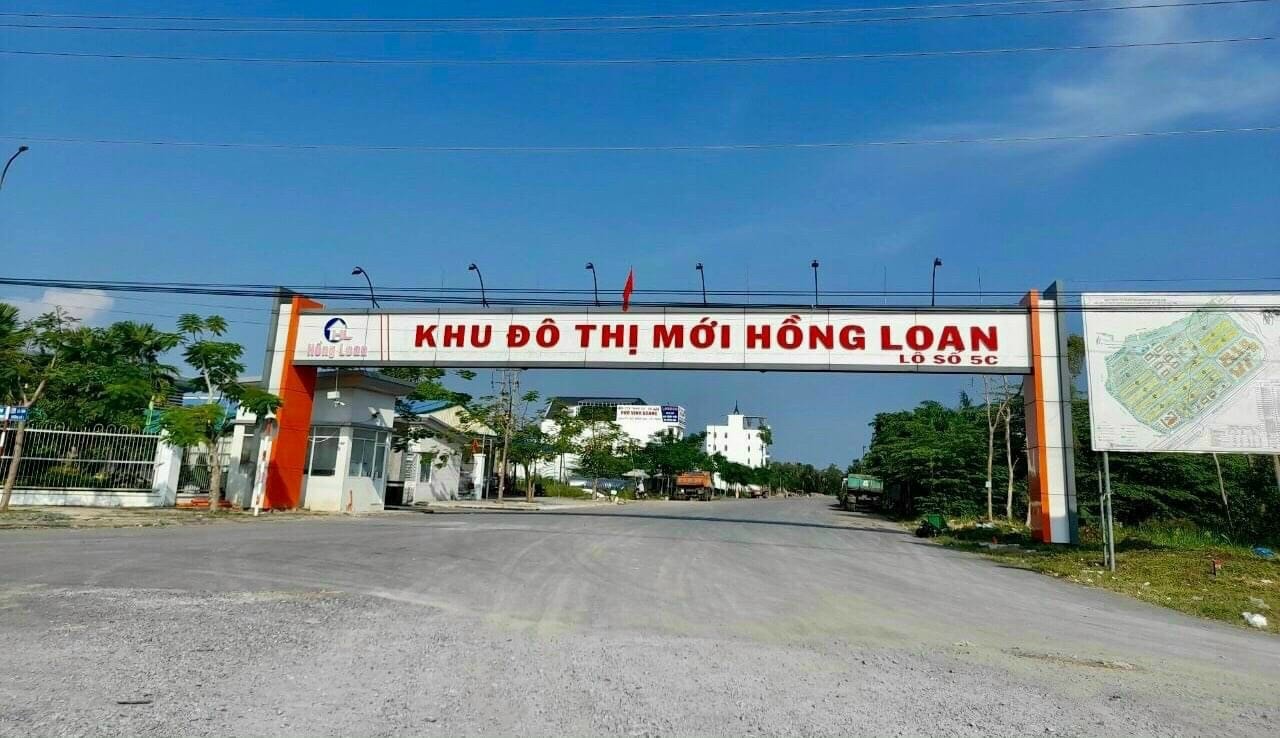 KHU ĐÔ THỊ MỚI HỒNG LOAN
LÔ SỐ 5C
Hồng Loan